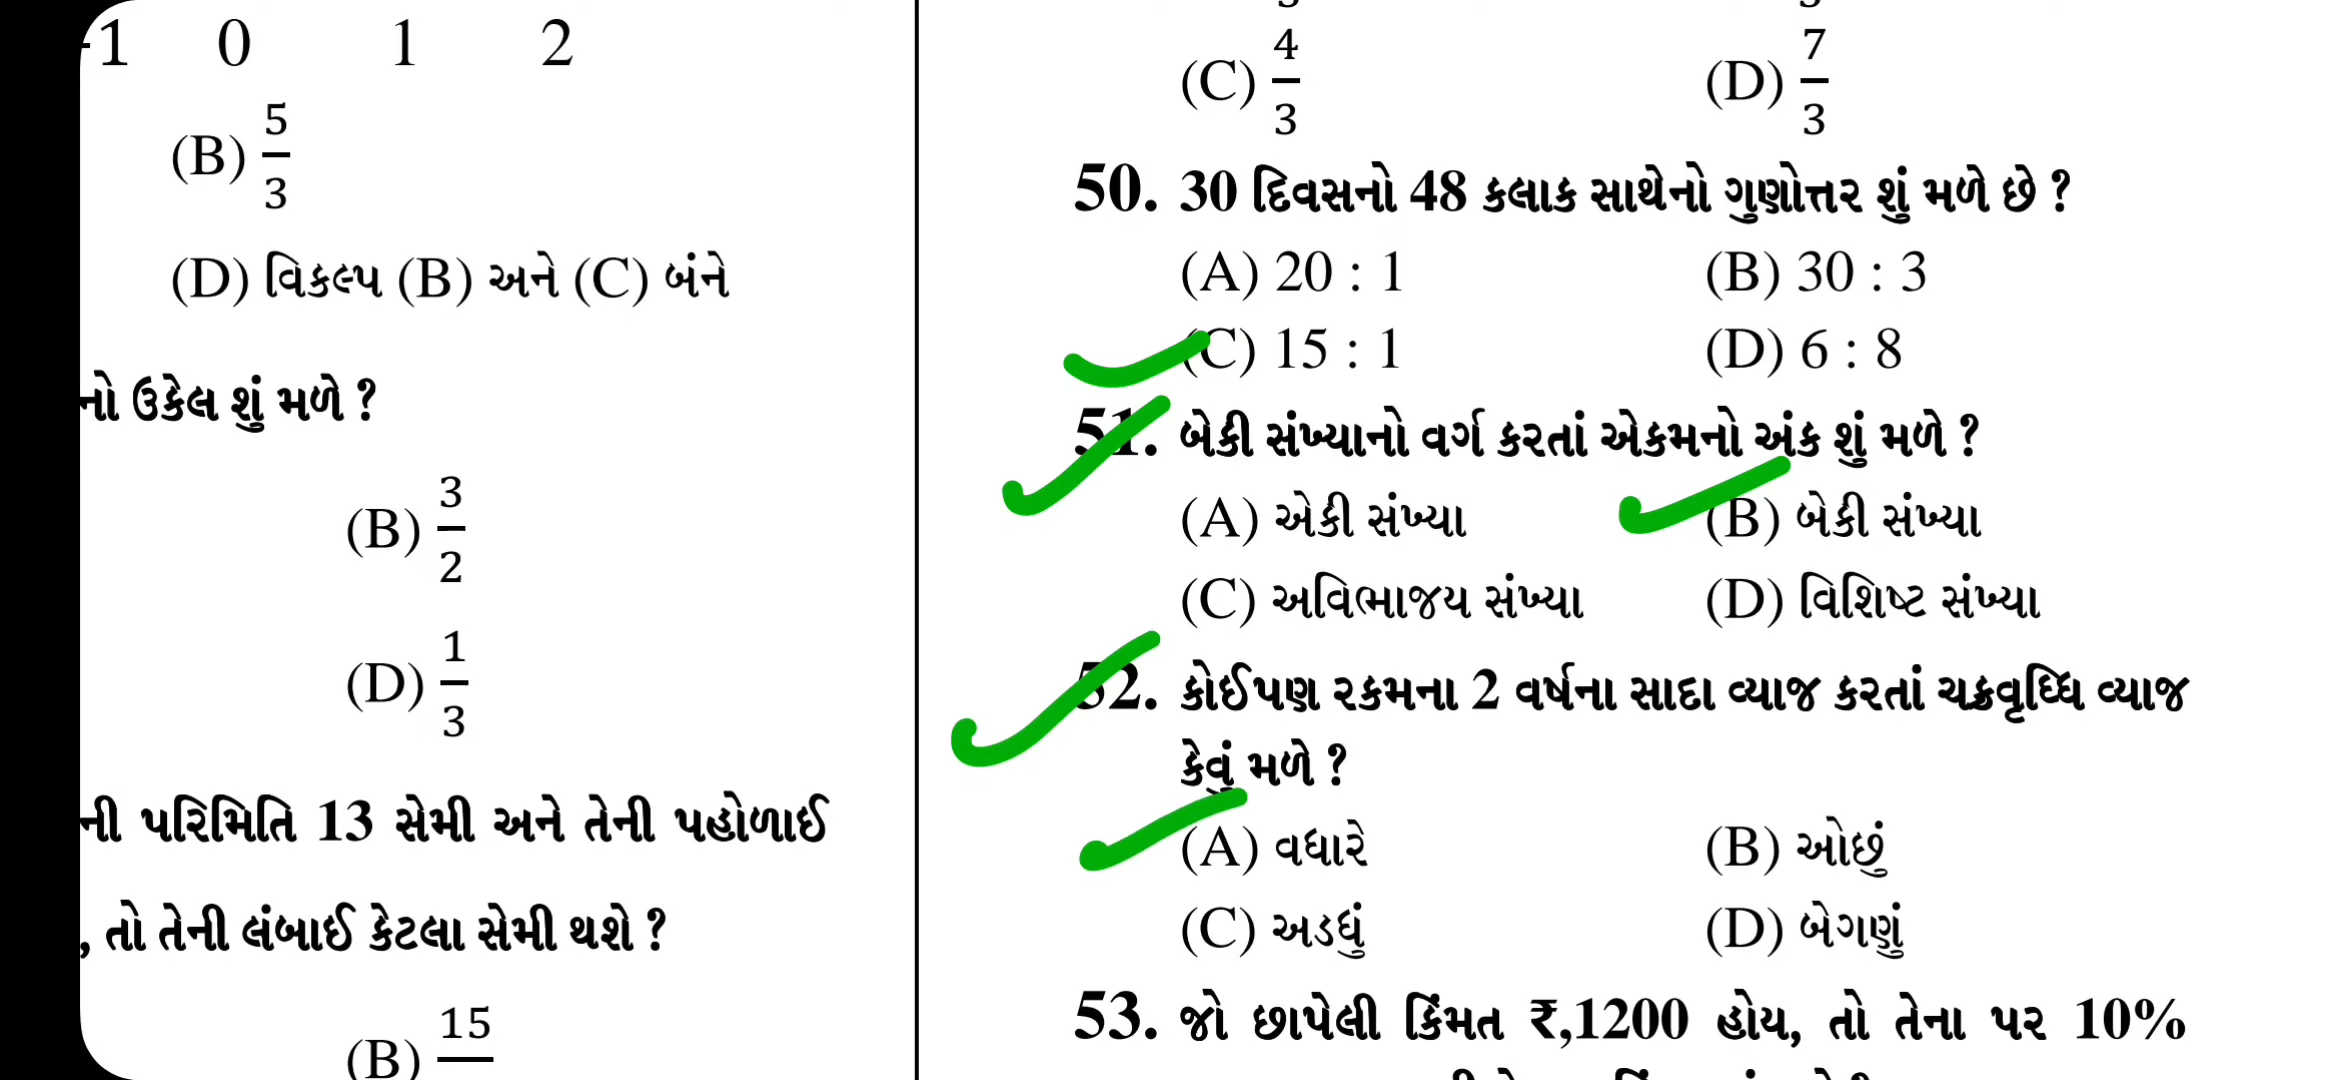 -1 0 1 2
(B) 5/3
(D) વિકલ્પ (B) અને (C) બંને
નો ઉકેલ શું મળે ?
(B) 3/2
(D) 1/3
ની પરિમિતિ 13 સેમી અને તેની પહોળાઈ
, તો તેની લંબાઈ કેટલા સેમી થશે ?
(B) 15
(C) 4/3 (D) 7/3
50. 30 દિવસનો 48 કલાક સાથેનો ગુણોત્તર શું મળે છે ?
(A) 20 : 1 (B) 30 : 3
(C) 15 : 1 (D) 6 : 8
51. બેકી સંખ્યાનો વર્ગ કરતાં એકમનો અંક શું મળે ?
(A) એકી સંખ્યા (B) બેકી સંખ્યા
(C) અવિભાજય સંખ્યા (D) વિશિષ્ટ સંખ્યા
52. કોઈપણ રકમના 2 વર્ષના સાદા વ્યાજ કરતાં ચક્રવૃધ્ધિ વ્યાજ
કેવું મળે ?
(A) વધારે (B) ઓછું
(C) અડધું (D) બેગણું
53. જો છાપેલી કિંમત ₹,1200 હોય, તો તેના પર 10%